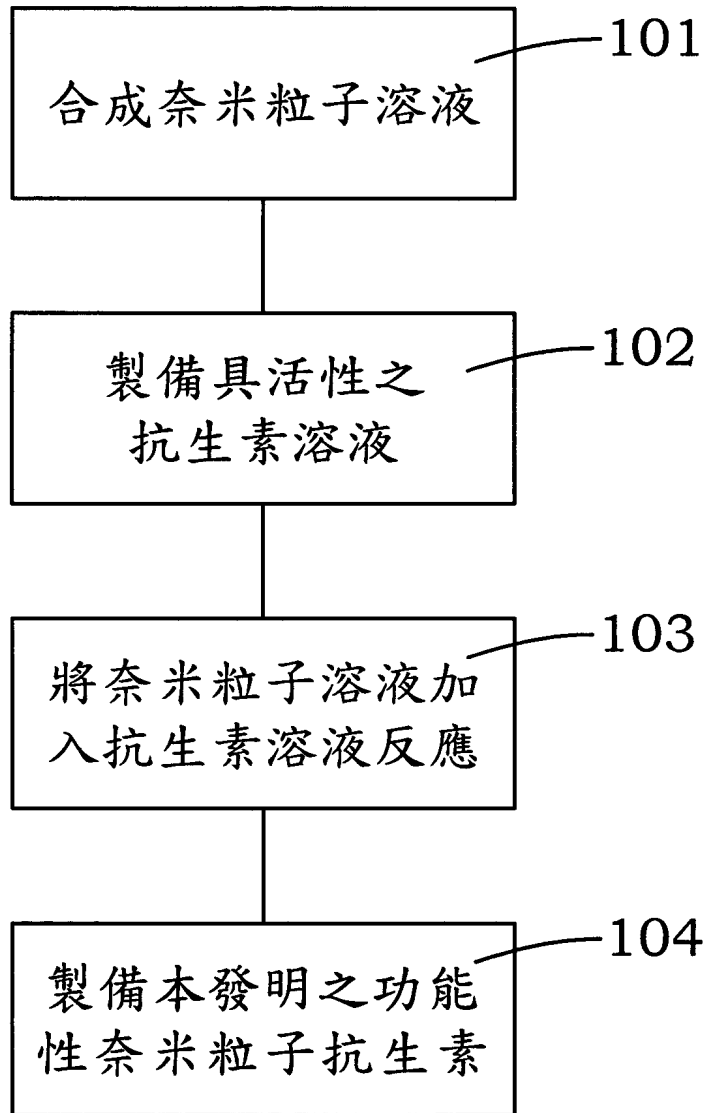 101
合成奈米粒子溶液
102
製備具活性之
抗生素溶液
103
將奈米粒子溶液加
入抗生素溶液反應
104
製備本發明之功能
性奈米粒子抗生素